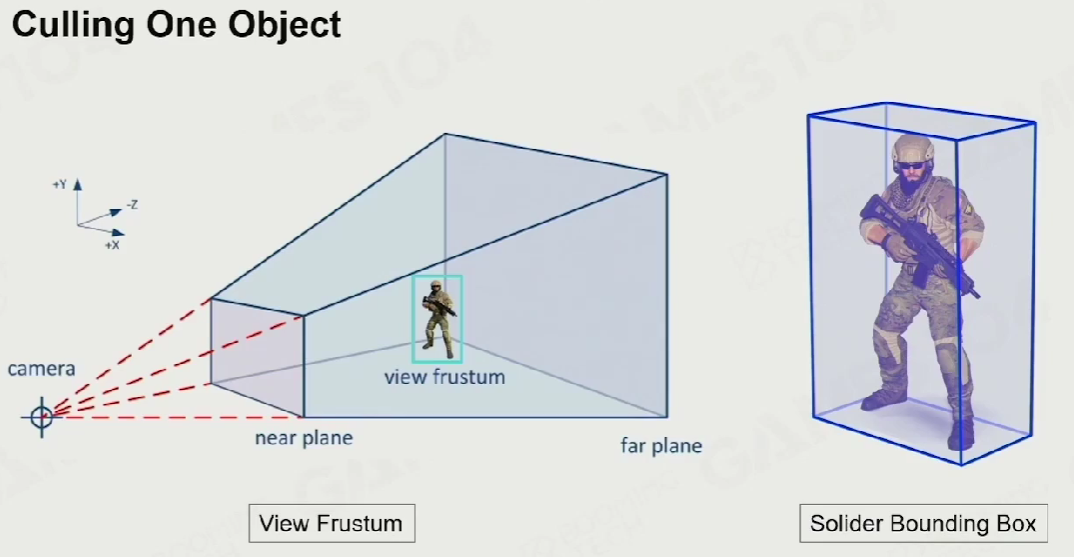 Culling One Object
+Y
-Z
+X
camera
view frustum
near plane
far plane
View Frustum
Solider Bounding Box